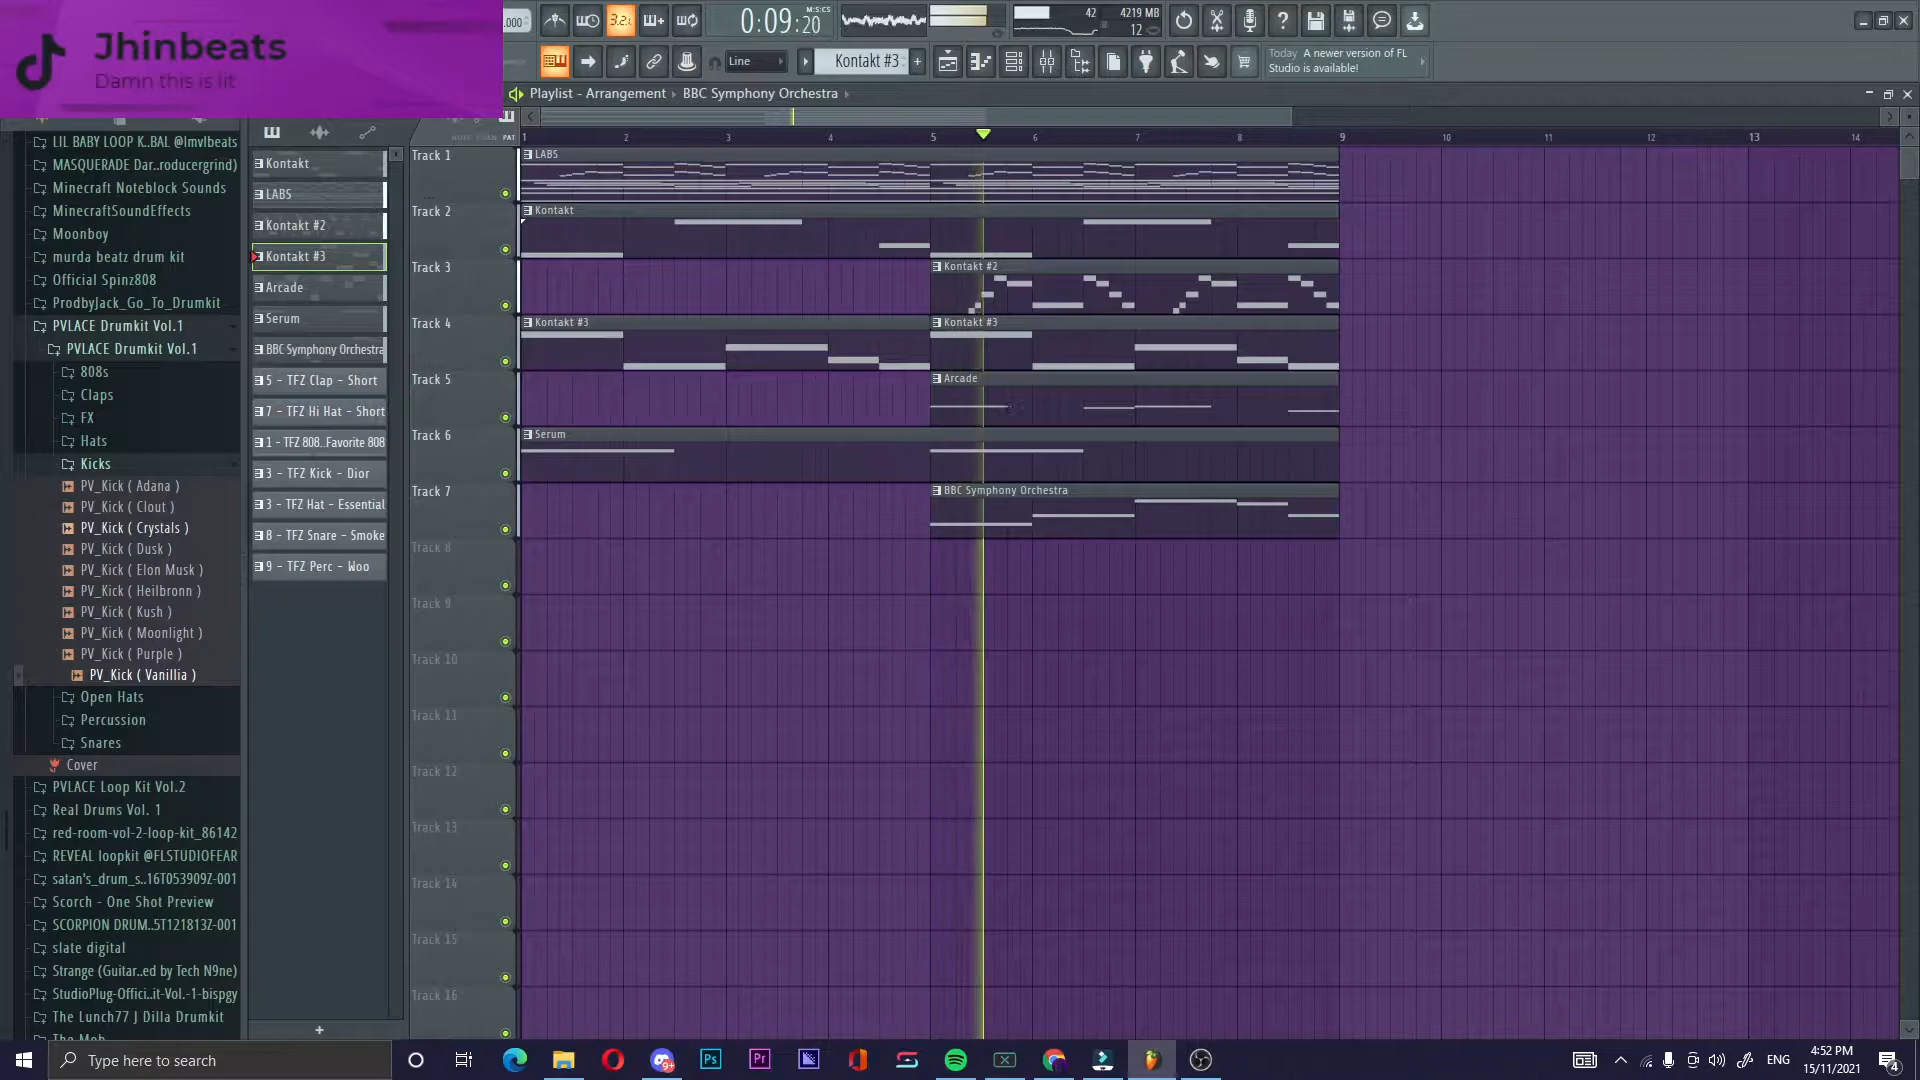 Jhinbeats
Damn this is lit
.000
3.2
0:09:20
M:S:CS
42
4219 MB
12
Line
Kontakt #3
+
Today A newer version of FL
Studio is available!
Playlist - Arrangement
BBC Symphony Orchestra
LIL BABY LOOP K..BAL @lmvlbeats
MASQUERADE Dar..roducergrind)
Minecraft Noteblock Sounds
MinecraftSoundEffects
Moonboy
murda beatz drum kit
Official Spinz808
ProdbyJack_Go_To_Drumkit
PVLACE Drumkit Vol.1
PVLACE Drumkit Vol.1
808s
Claps
FX
Hats
Kicks
PV_Kick ( Adana )
PV_Kick ( Clout )
PV_Kick ( Crystals )
PV_Kick ( Dusk )
PV_Kick ( Elon Musk )
PV_Kick ( Heilbronn )
PV_Kick ( Kush )
PV_Kick ( Moonlight )
PV_Kick ( Purple )
PV_Kick ( Vanillia )
Open Hats
Percussion
Snares
Cover
PVLACE Loop Kit Vol.2
Real Drums Vol. 1
red-room-vol-2-loop-kit_86142
REVEAL loopkit @FLSTUDIOFEAR
satan's_drum_s..16T053909Z-001
Scorch - One Shot Preview
SCORPION DRUM..5T121813Z-001
slate digital
Strange (Guitar..ed by Tech N9ne)
StudioPlug-Offici..it-Vol.-1-bispgy
The Lunch77 J Dilla Drumkit
The Mob
Kontakt
LABS
Kontakt #2
Kontakt #3
Arcade
Serum
BBC Symphony Orchestra
5 - TFZ Clap - Short
7 - TFZ Hi Hat - Short
1 - TFZ 808..Favorite 808
3 - TFZ Kick - Dior
3 - TFZ Hat - Essential
8 - TFZ Snare - Smoke
9 - TFZ Perc - Woo
+
NOTE CHAN PAT
1 2 3 4 5 6 7 8 9 10 11 12 13 14
Track 1
LABS
Track 2
Kontakt
Track 3
Kontakt #2
Track 4
Kontakt #3
Kontakt #3
Track 5
Arcade
Track 6
Serum
Track 7
BBC Symphony Orchestra
Track 8
Track 9
Track 10
Track 11
Track 12
Track 13
Track 14
Track 15
Track 16
Type here to search
9+
Ps
Pr
ENG
4:52 PM
15/11/2021
4